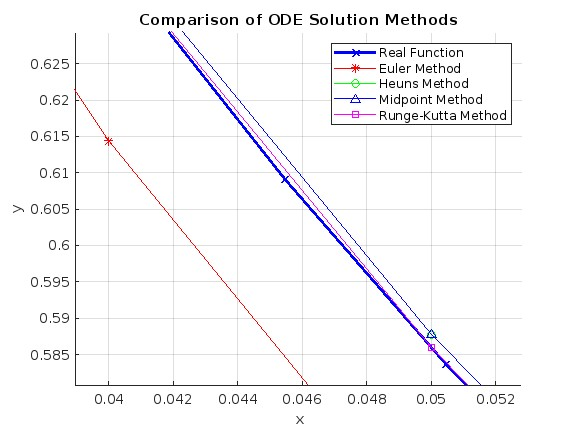 Comparison of ODE Solution Methods
Real Function
Euler Method
Heuns Method
Midpoint Method
Runge-Kutta Method
0.625
0.62
0.615
0.61
0.605
0.6
0.595
0.59
0.585
y
0.04 0.042 0.044 0.046 0.048 0.05 0.052
x